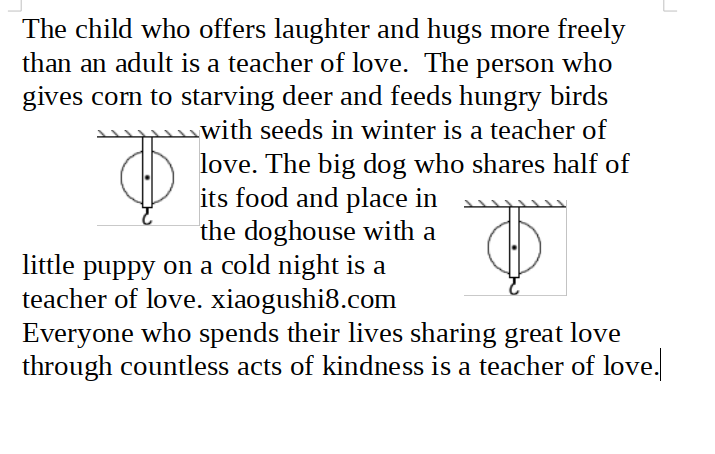 The child who offers laughter and hugs more freely
than an adult is a teacher of love.  The person who
gives corn to starving deer and feeds hungry birds
with seeds in winter is a teacher of
love. The big dog who shares half of
its food and place in
the doghouse with a
little puppy on a cold night is a
teacher of love. xiaogushi8.com
Everyone who spends their lives sharing great love
through countless acts of kindness is a teacher of love.